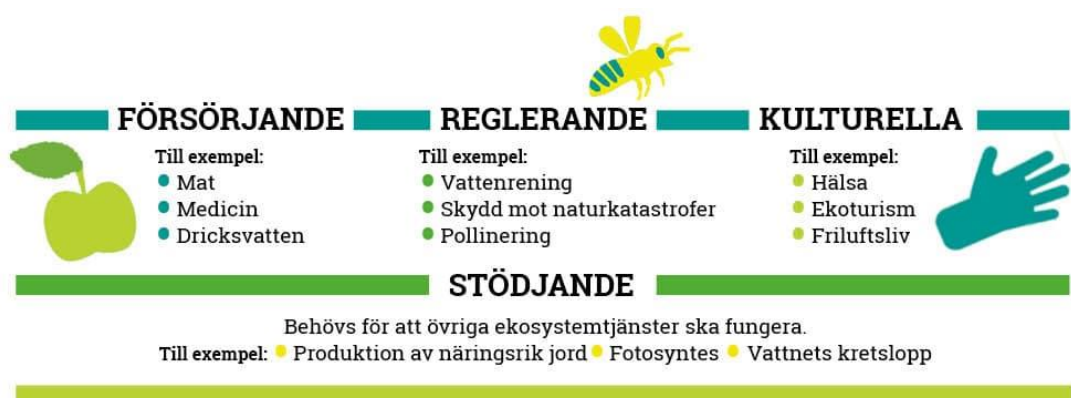 FÖRSÖRJANDE
Till exempel:
Mat
Medicin
Dricksvatten
REGLERANDE
Till exempel:
Vattenrening
Skydd mot naturkatastrofer
Pollinering
KULTURELLA
Till exempel:
Hälsa
Ekoturism
Friluftsliv
STÖDJANDE
Behövs för att övriga ekosystemtjänster ska fungera.
Till exempel: • Produktion av näringsrik jord • Fotosyntes • Vattnets kretslopp